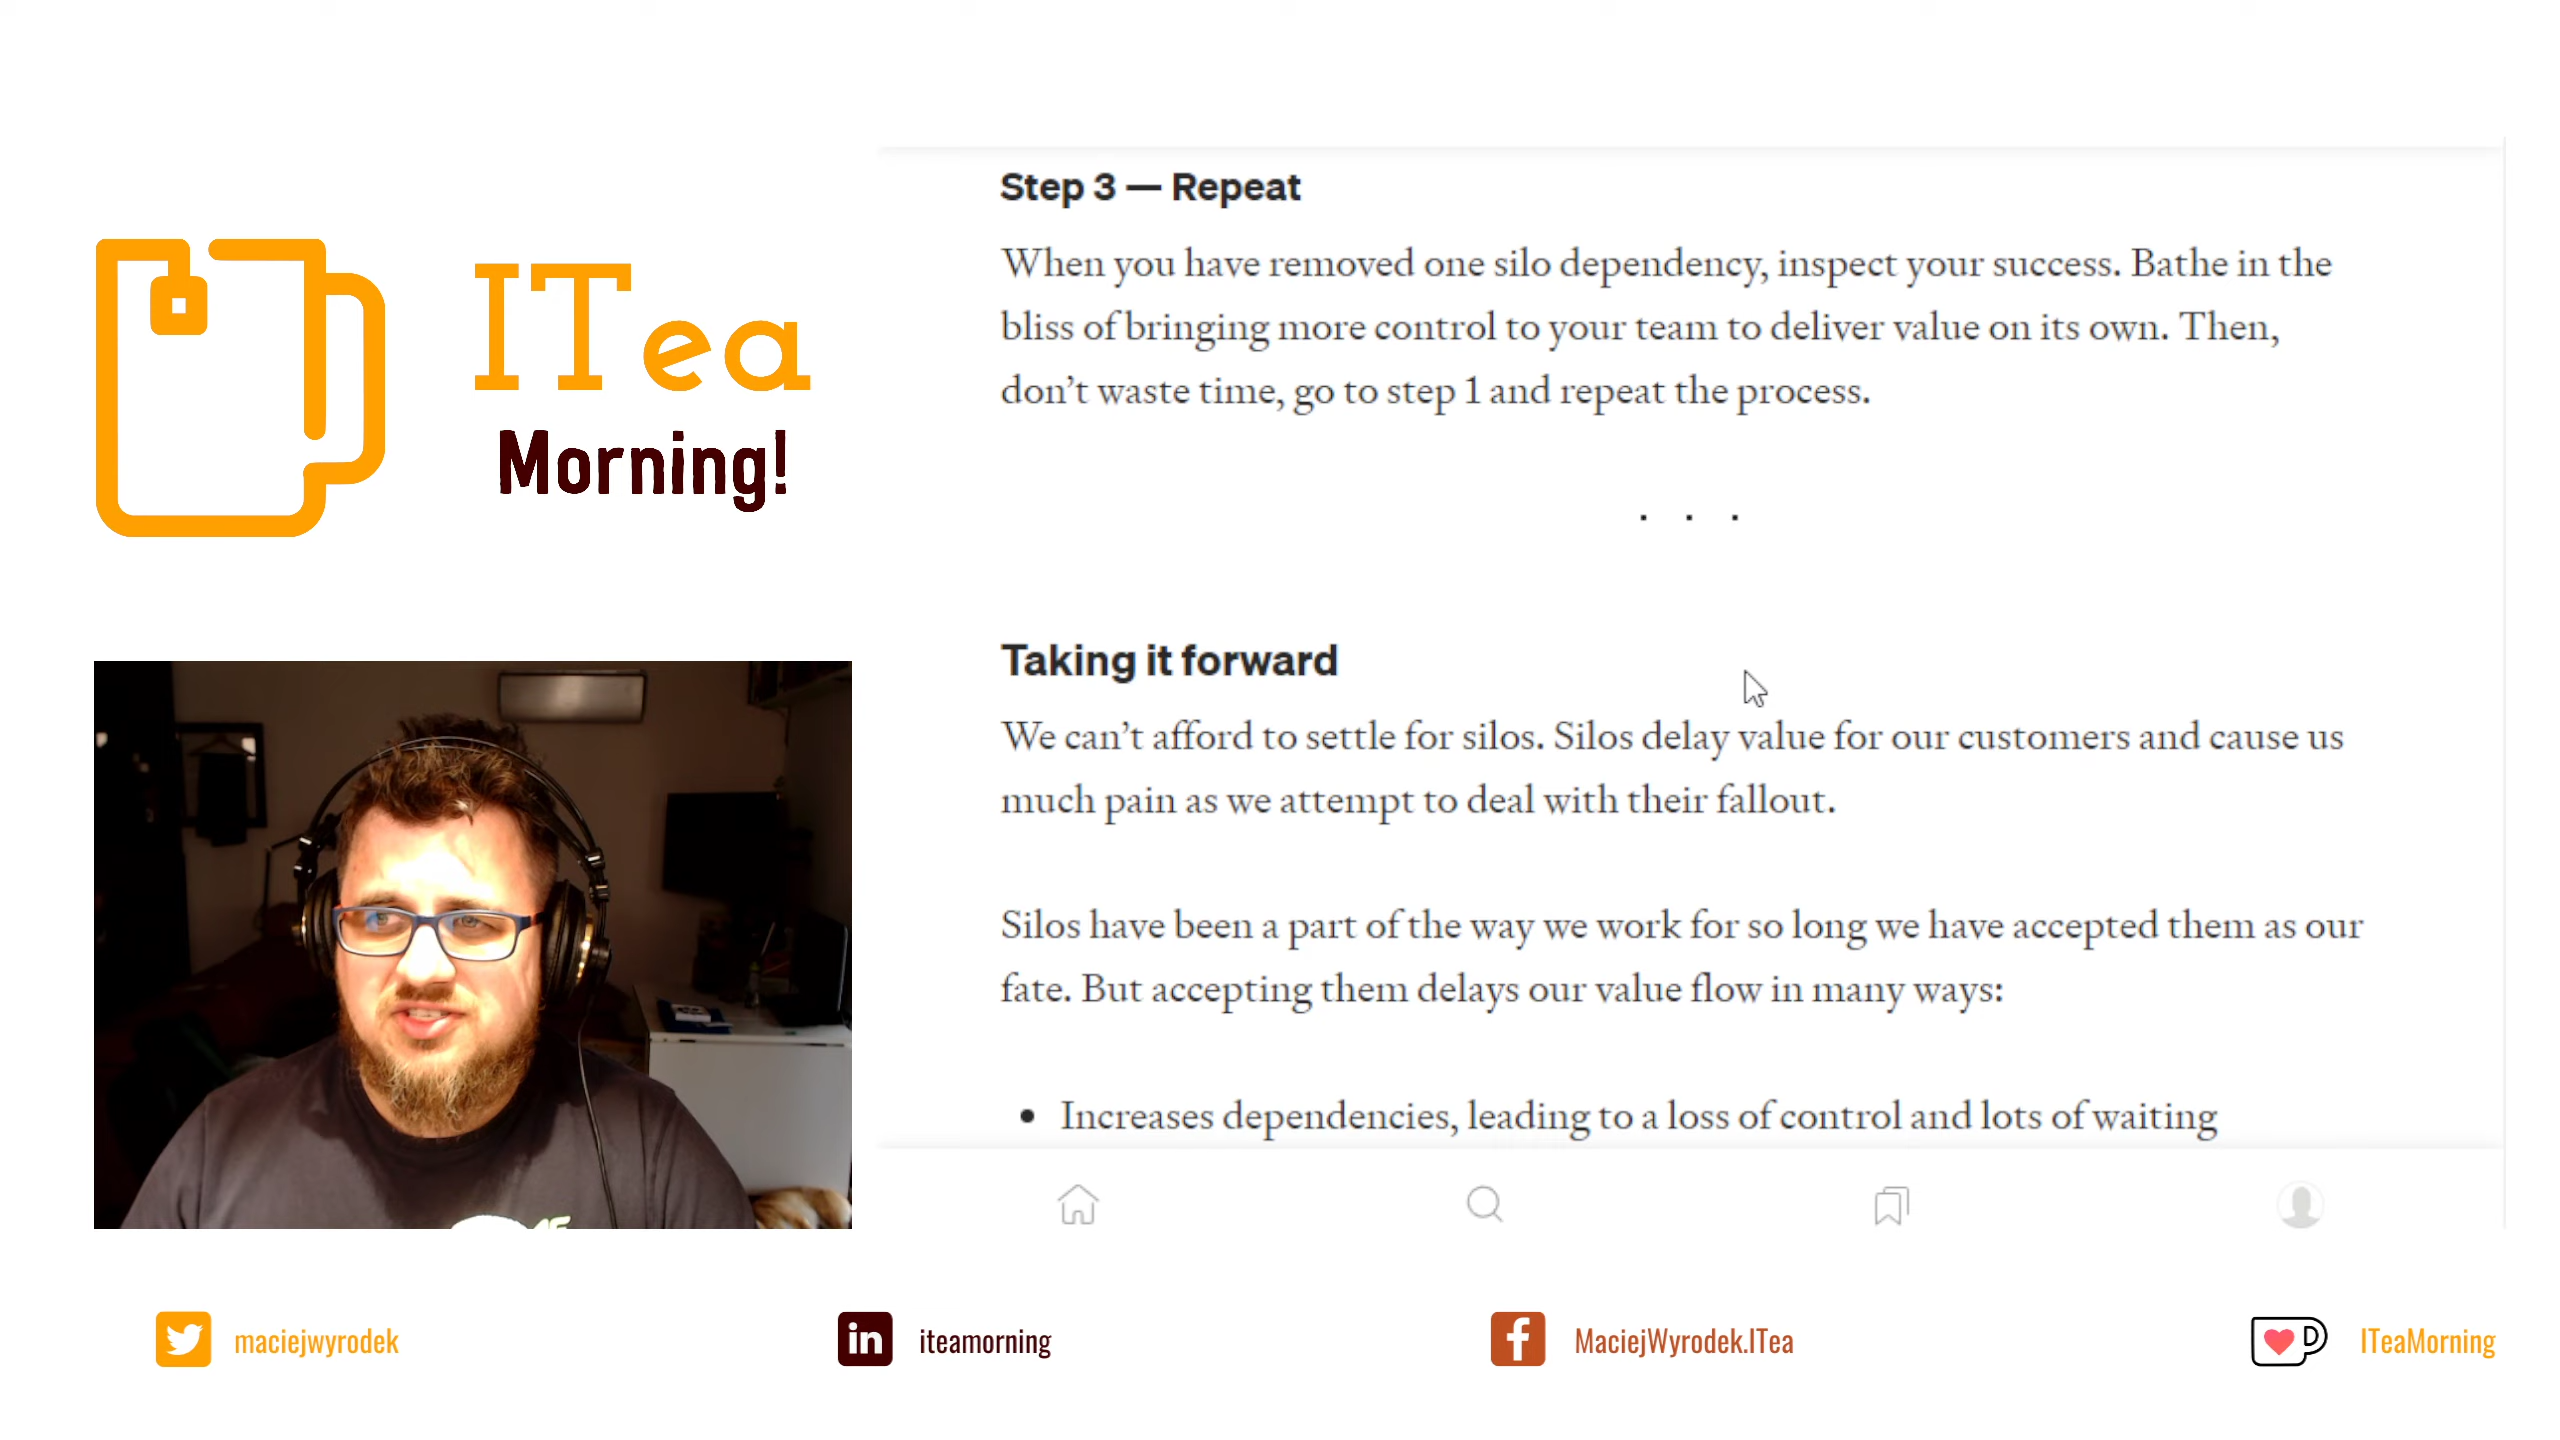 ITea
Morning!
Step 3 — Repeat
When you have removed one silo dependency, inspect your success. Bathe in the
bliss of bringing more control to your team to deliver value on its own. Then,
don’t waste time, go to step 1 and repeat the process.
. . .
Taking it forward
We can’t afford to settle for silos. Silos delay value for our customers and cause us
much pain as we attempt to deal with their fallout.
Silos have been a part of the way we work for so long we have accepted them as our
fate. But accepting them delays our value flow in many ways:
• Increases dependencies, leading to a loss of control and lots of waiting
maciejwyrodek
in iteamorning
f MaciejWyrodek.ITea
ITeaMorning